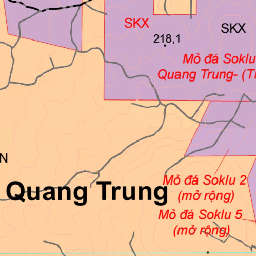 SKX
SKX
218,1
Mỏ đá Soklu
Quang Trung- (T
N
Mỏ đá Soklu 2
(mở rộng)
Quang Trung
Mỏ đá Soklu 5
(mở rộng)